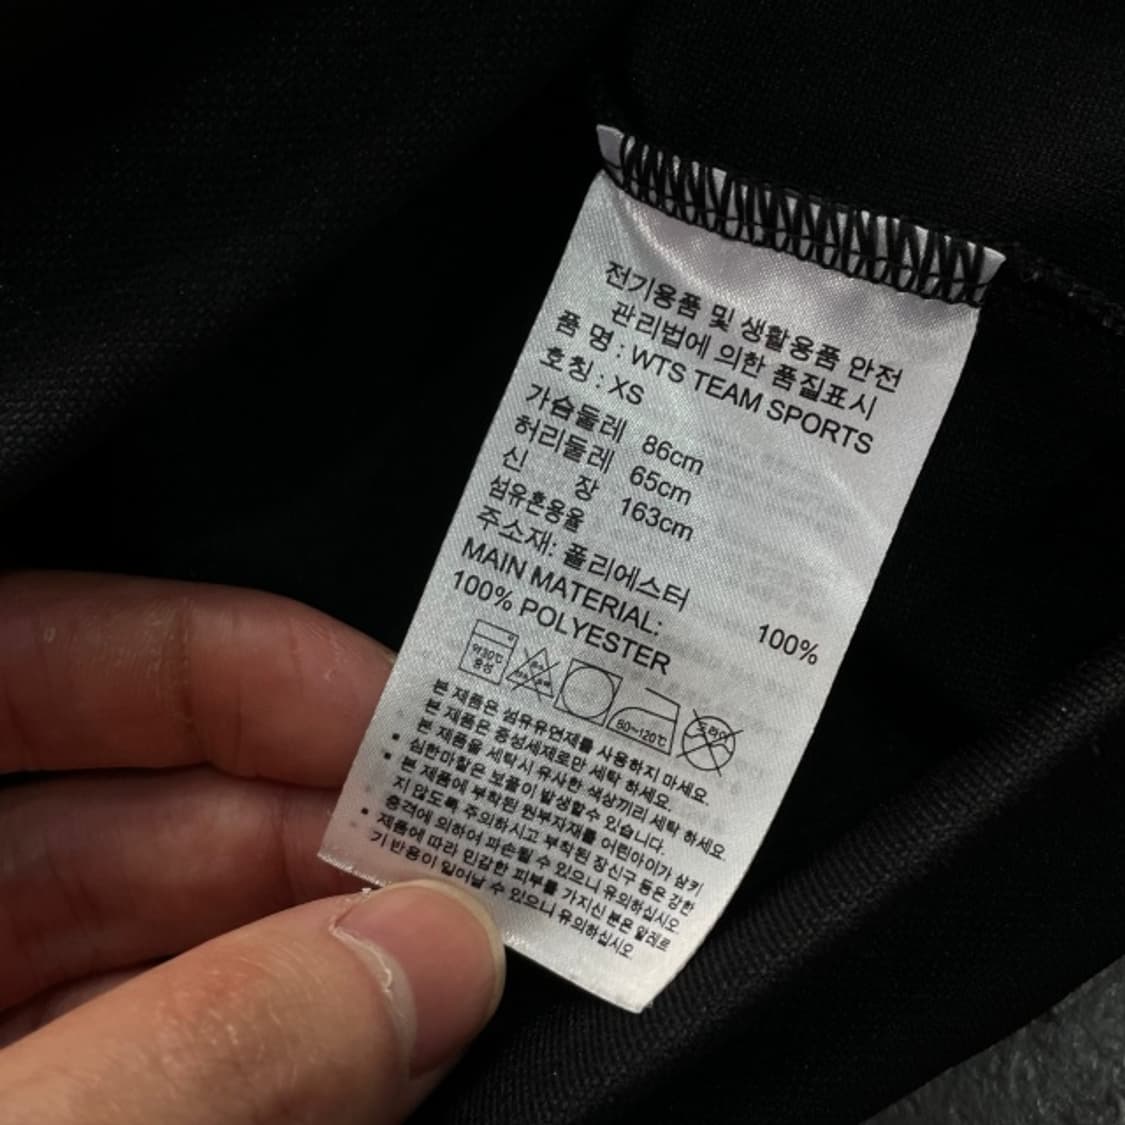 전기용품 및 생활용품 안전
관리법에 의한 품질표시
품 명 : WTS TEAM SPORTS
호칭 : XS
가슴둘레 86cm
허리둘레 65cm
신 장 163cm
섬유혼용율
주소재: 폴리에스터 100%
MAIN MATERIAL:
100% POLYESTER
약30℃
중성
80~120℃
드라이
본 제품은 섬유유연제를 사용하지 마세요.
본 제품은 중성세제로만 세탁 하세요.
본 제품을 세탁시 유사한 색상끼리 세탁 하세요.
• 심한마찰은 보풀이 발생할수 있습니다.
• 본 제품에 부착된 원부자재를 어린아이가 삼키
지 않도록 주의하시고 부착된 장신구 등은 강한
충격에 의하여 파손될 수 있으니 유의하십시오.
• 제품에 따라 민감한 피부를 가지신 분은 알레르
기 반응이 일어날 수 있으니 유의하십시오.